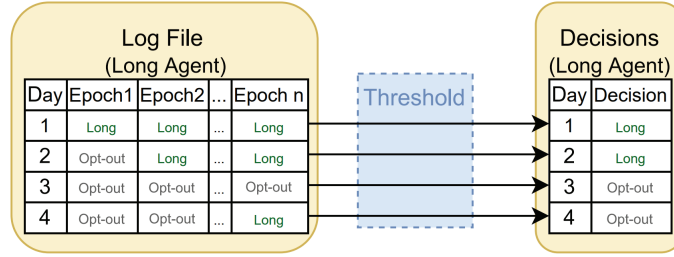 Log File
(Long Agent)
Day Epoch1 Epoch2 ... Epoch n
1 Long Long ... Long
2 Opt-out Long ... Long
3 Opt-out Opt-out ... Opt-out
4 Opt-out Opt-out ... Long
Threshold
Decisions
(Long Agent)
Day Decision
1 Long
2 Long
3 Opt-out
4 Opt-out